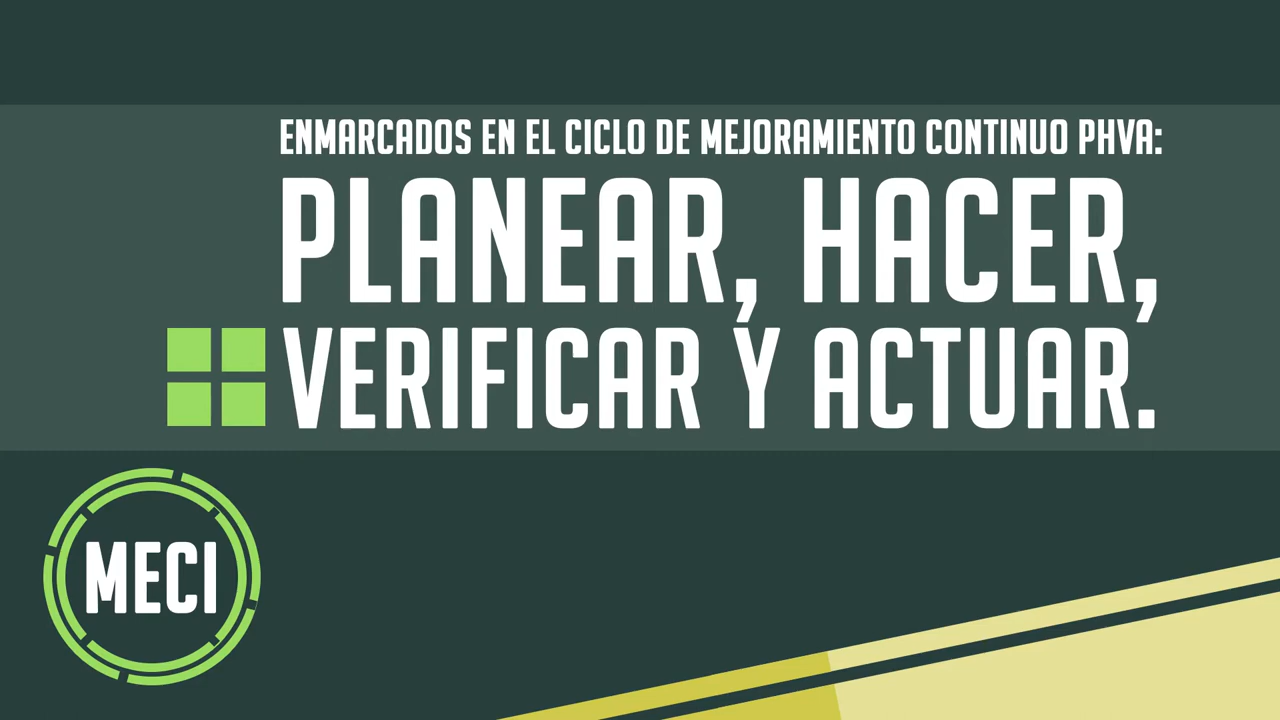 ENMARCADOS EN EL CICLO DE MEJORAMIENTO CONTINUO PHVA:
PLANEAR, HACER,
VERIFICAR Y ACTUAR.
MECI